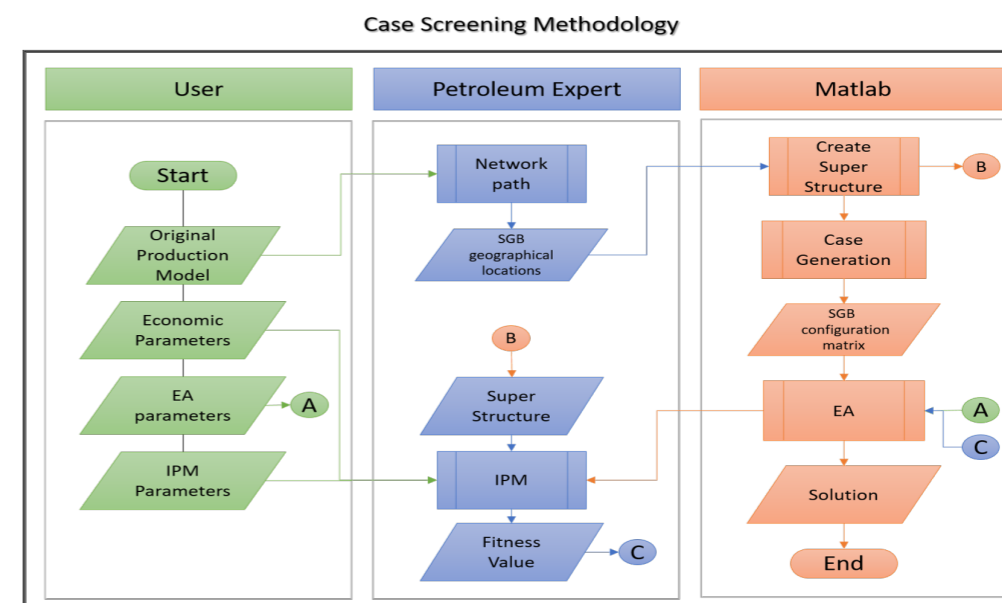 Case Screening Methodology
User
Petroleum Expert
Matlab
Start
Original
Production
Model
Economic
Parameters
EA
parameters
A
IPM
Parameters
Network
path
SGB
geographical
locations
B
Super
Structure
IPM
Fitness
Value
C
Create
Super
Structure
B
Case
Generation
SGB
configuration
matrix
EA
A
C
Solution
End